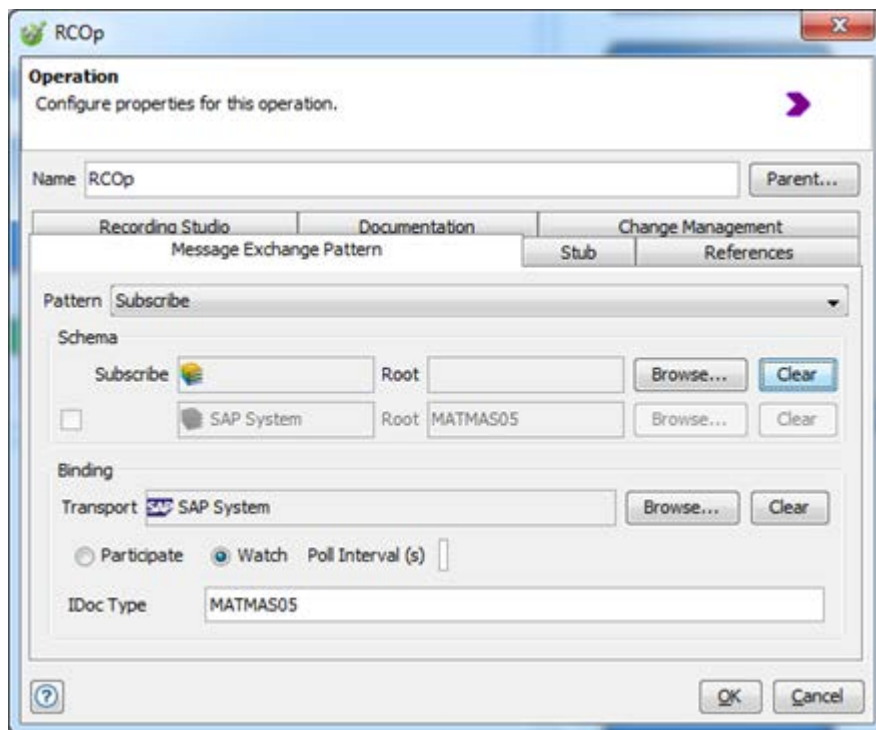 RCOp
Operation
Configure properties for this operation.
Name RCOp Parent...
Recording Studio Documentation Change Management
Message Exchange Pattern Stub References
Pattern Subscribe
Schema
Subscribe Root Browse... Clear
SAP System Root MATMAS05 Browse... Clear
Binding
Transport SAP SAP System Browse... Clear
Participate Watch Poll Interval (s)
IDoc Type MATMAS05
? OK Cancel